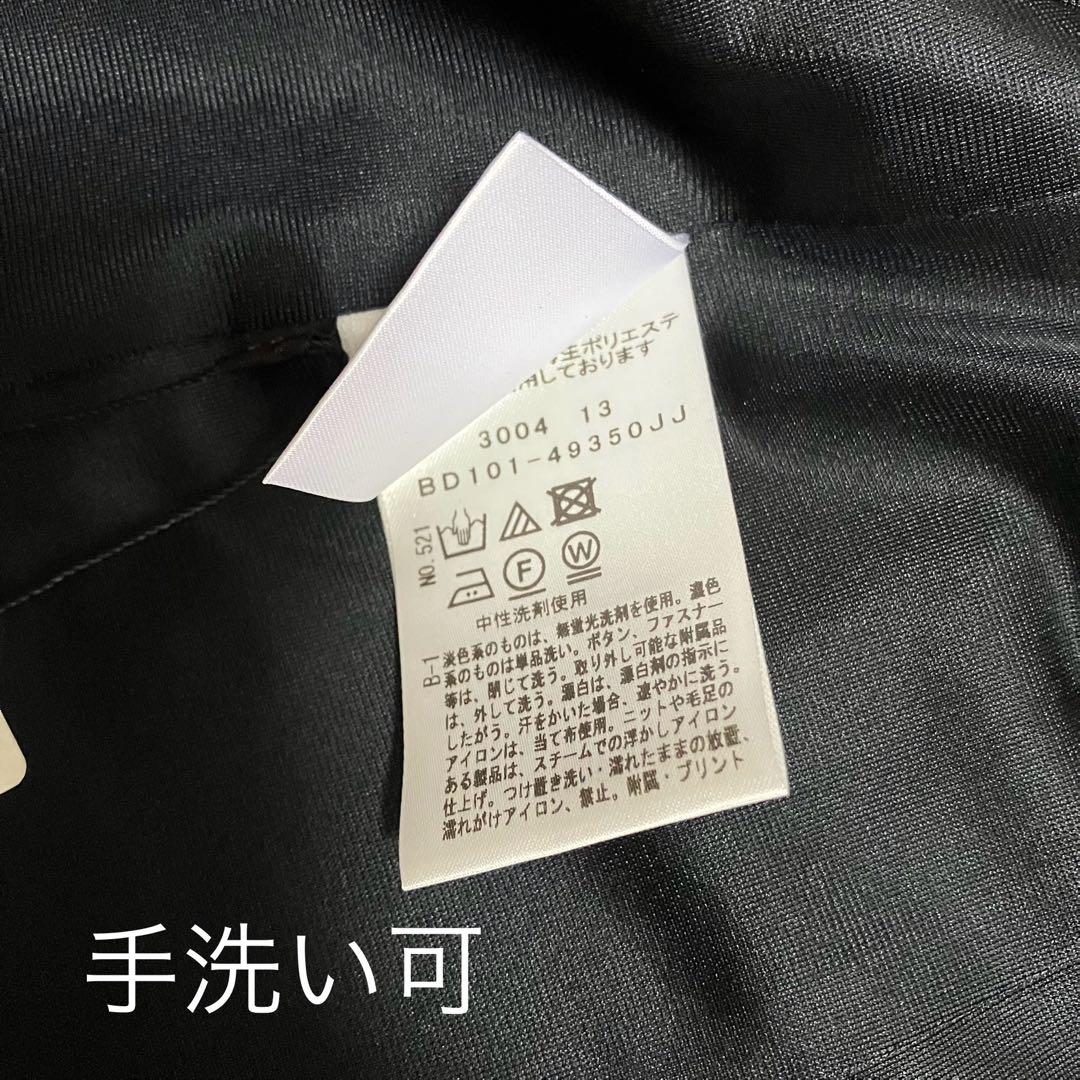 生ポリエステ
用しております
3004 13
BD101-49350JJ
NO.521
F W
中性洗剤使用
B-1
淡色系のものは、無蛍光洗剤を使用。濃色
系のものは単品洗い。ボタン、ファスナー
等は、閉じて洗う。取り外し可能な附属品
は、外して洗う。漂白は、漂白剤の指示に
したがう。汗をかいた場合、速やかに洗う。
アイロンは、当て布使用。ニットや毛足の
ある製品は、スチームでの浮かしアイロン
仕上げ。つけ置き洗い・濡れたままの放置、
濡れがけアイロン、禁止。附属・プリント
手洗い可